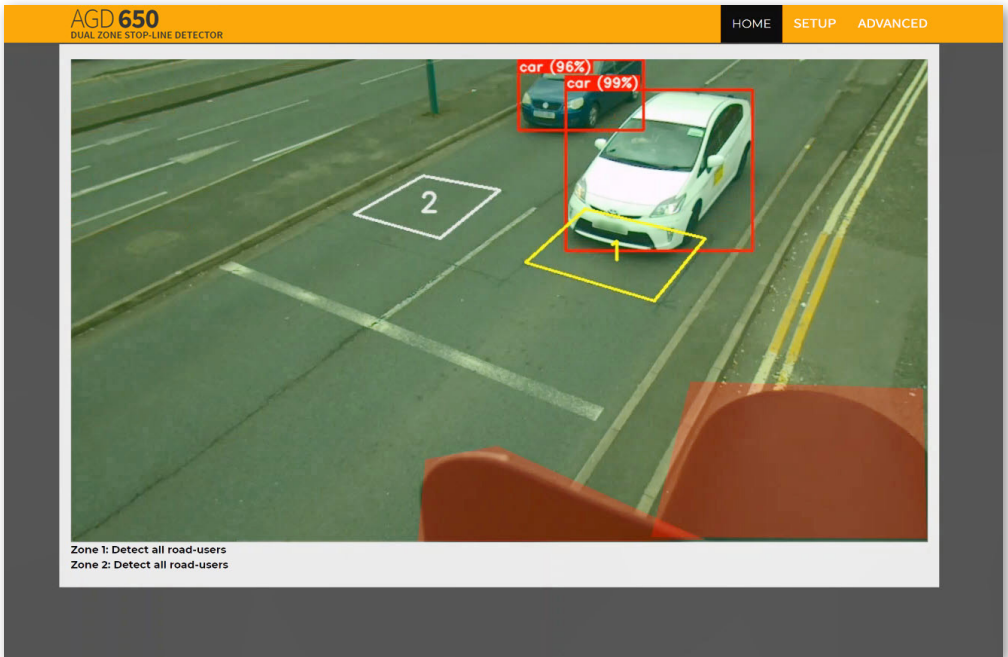 AGD 650
DUAL ZONE STOP-LINE DETECTOR
HOME SETUP ADVANCED
car (96%)
car (99%)
2
1
Zone 1: Detect all road-users
Zone 2: Detect all road-users